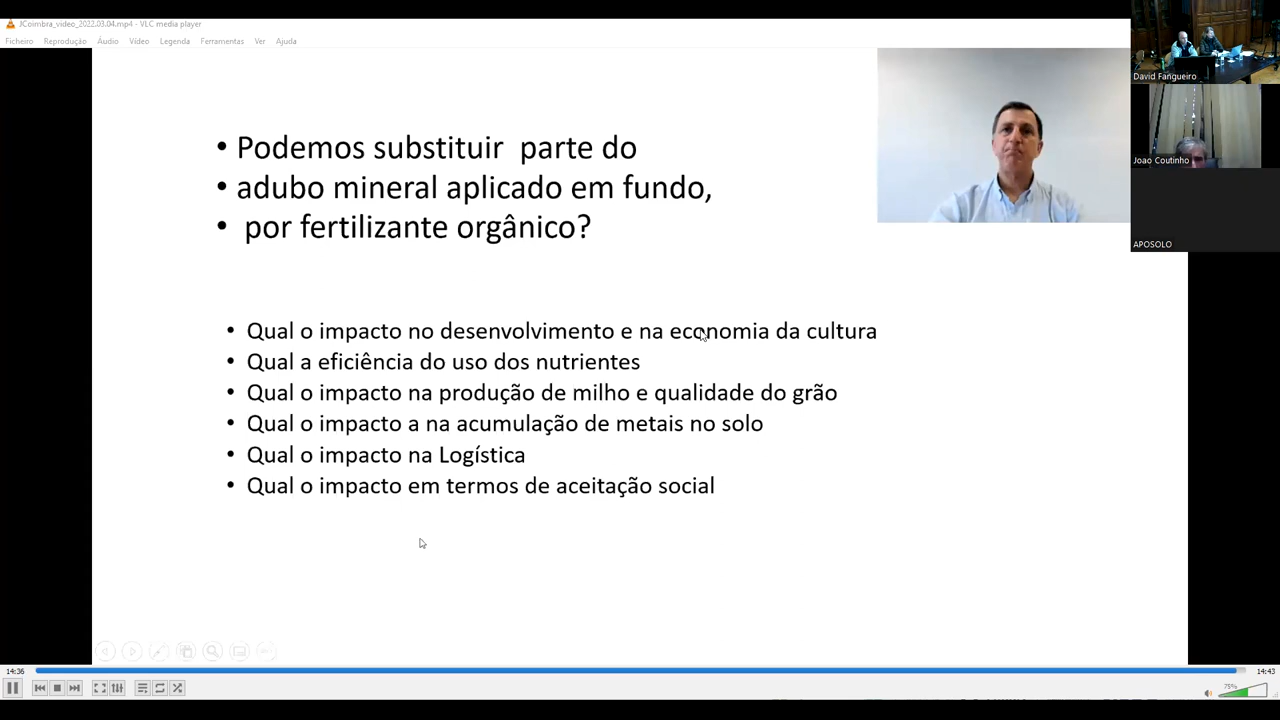 JCoimbra_video_2022.03.04.mp4 - VLC media player
Ficheiro Reprodução Áudio Vídeo Legenda Ferramentas Ver Ajuda
David Fangueiro
Joao Coutinho
APOSOLO
• Podemos substituir parte do
• adubo mineral aplicado em fundo,
• por fertilizante orgânico?
• Qual o impacto no desenvolvimento e na economia da cultura
• Qual a eficiência do uso dos nutrientes
• Qual o impacto na produção de milho e qualidade do grão
• Qual o impacto a na acumulação de metais no solo
• Qual o impacto na Logística
• Qual o impacto em termos de aceitação social
14:36 14:43
75%